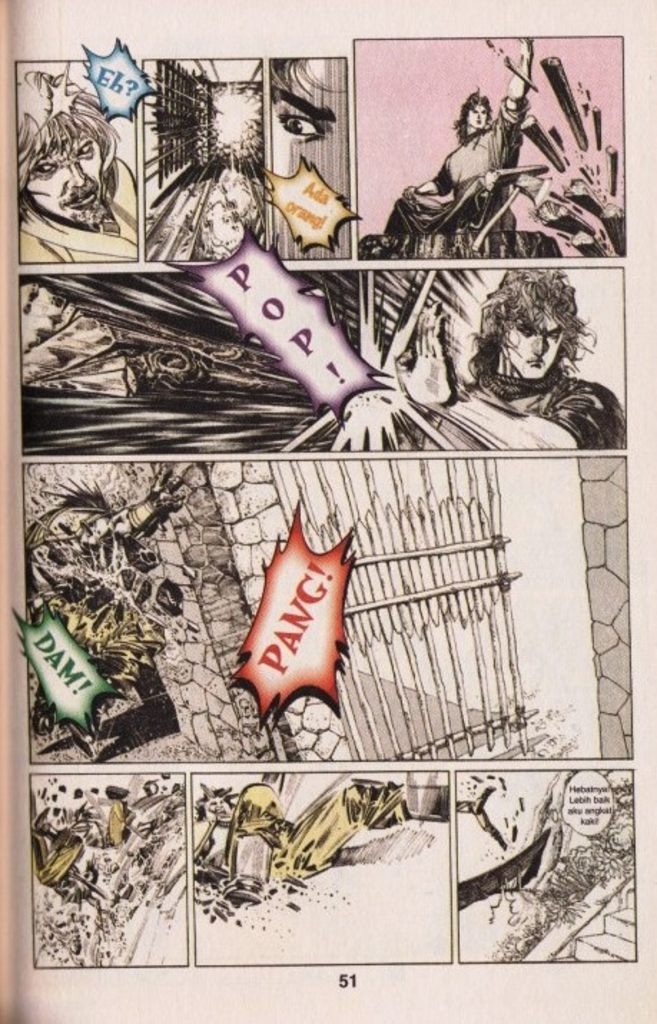 Eh?
Ada
orang!
POP!
PANG!
DAM!
Hebatnya!
Lebih baik
aku angkat
kaki!
51